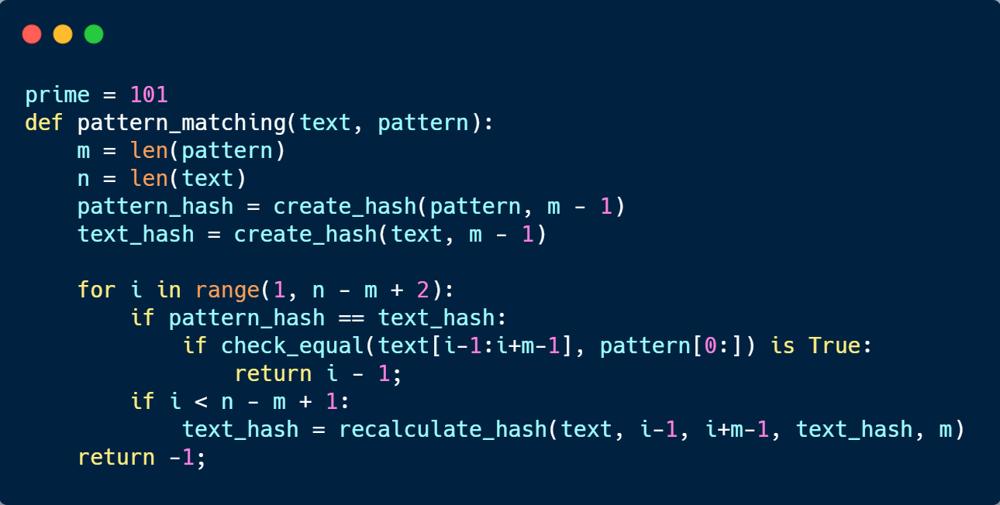 prime = 101
def pattern_matching(text, pattern):
    m = len(pattern)
    n = len(text)
    pattern_hash = create_hash(pattern, m - 1)
    text_hash = create_hash(text, m - 1)

    for i in range(1, n - m + 2):
        if pattern_hash == text_hash:
            if check_equal(text[i-1:i+m-1], pattern[0:]) is True:
                return i - 1;
        if i < n - m + 1:
            text_hash = recalculate_hash(text, i-1, i+m-1, text_hash, m)
    return -1;